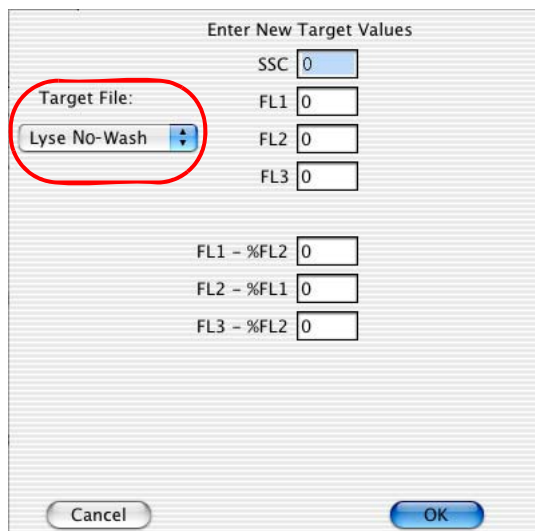 Enter New Target Values
SSC 0
Target File:
FL1 0
Lyse No-Wash
FL2 0
FL3 0
FL1 - %FL2 0
FL2 - %FL1 0
FL3 - %FL2 0
Cancel
OK